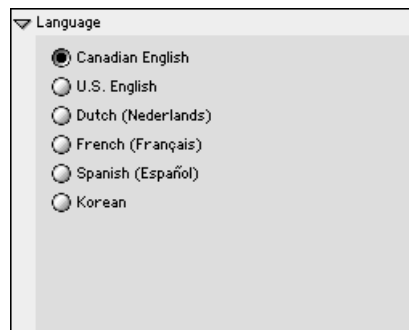 Language
Canadian English
U.S. English
Dutch (Nederlands)
French (Français)
Spanish (Español)
Korean